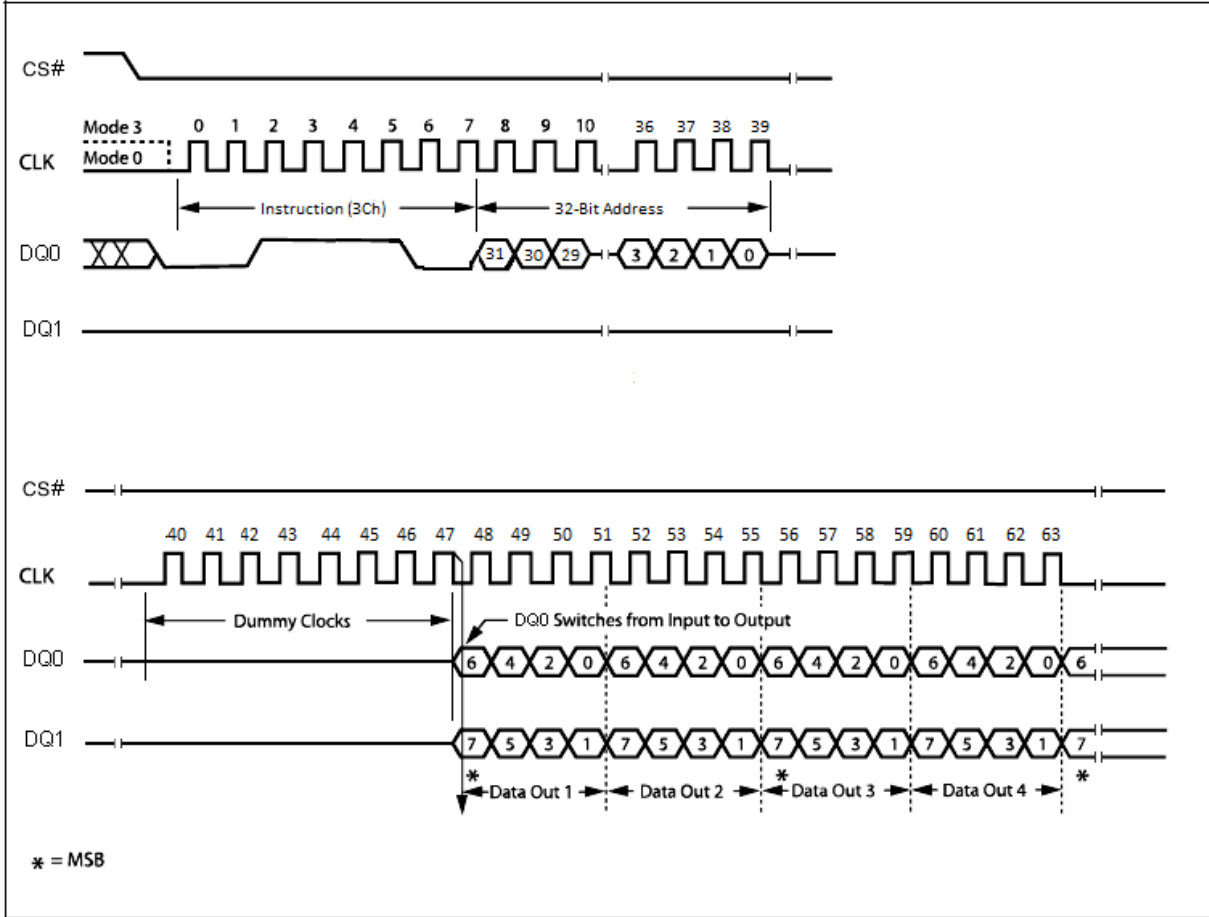 CS#
Mode 3 0 1 2 3 4 5 6 7 8 9 10 36 37 38 39
Mode 0
CLK
Instruction (3Ch) 32-Bit Address
DQ0 31 30 29 3 2 1 0
DQ1
CS#
40 41 42 43 44 45 46 47 48 49 50 51 52 53 54 55 56 57 58 59 60 61 62 63
CLK
Dummy Clocks DQ0 Switches from Input to Output
DQ0 6 4 2 0 6 4 2 0 6 4 2 0 6 4 2 0 6
DQ1 7 5 3 1 7 5 3 1 7 5 3 1 7 5 3 1 7
* * *
Data Out 1 Data Out 2 Data Out 3 Data Out 4
* = MSB